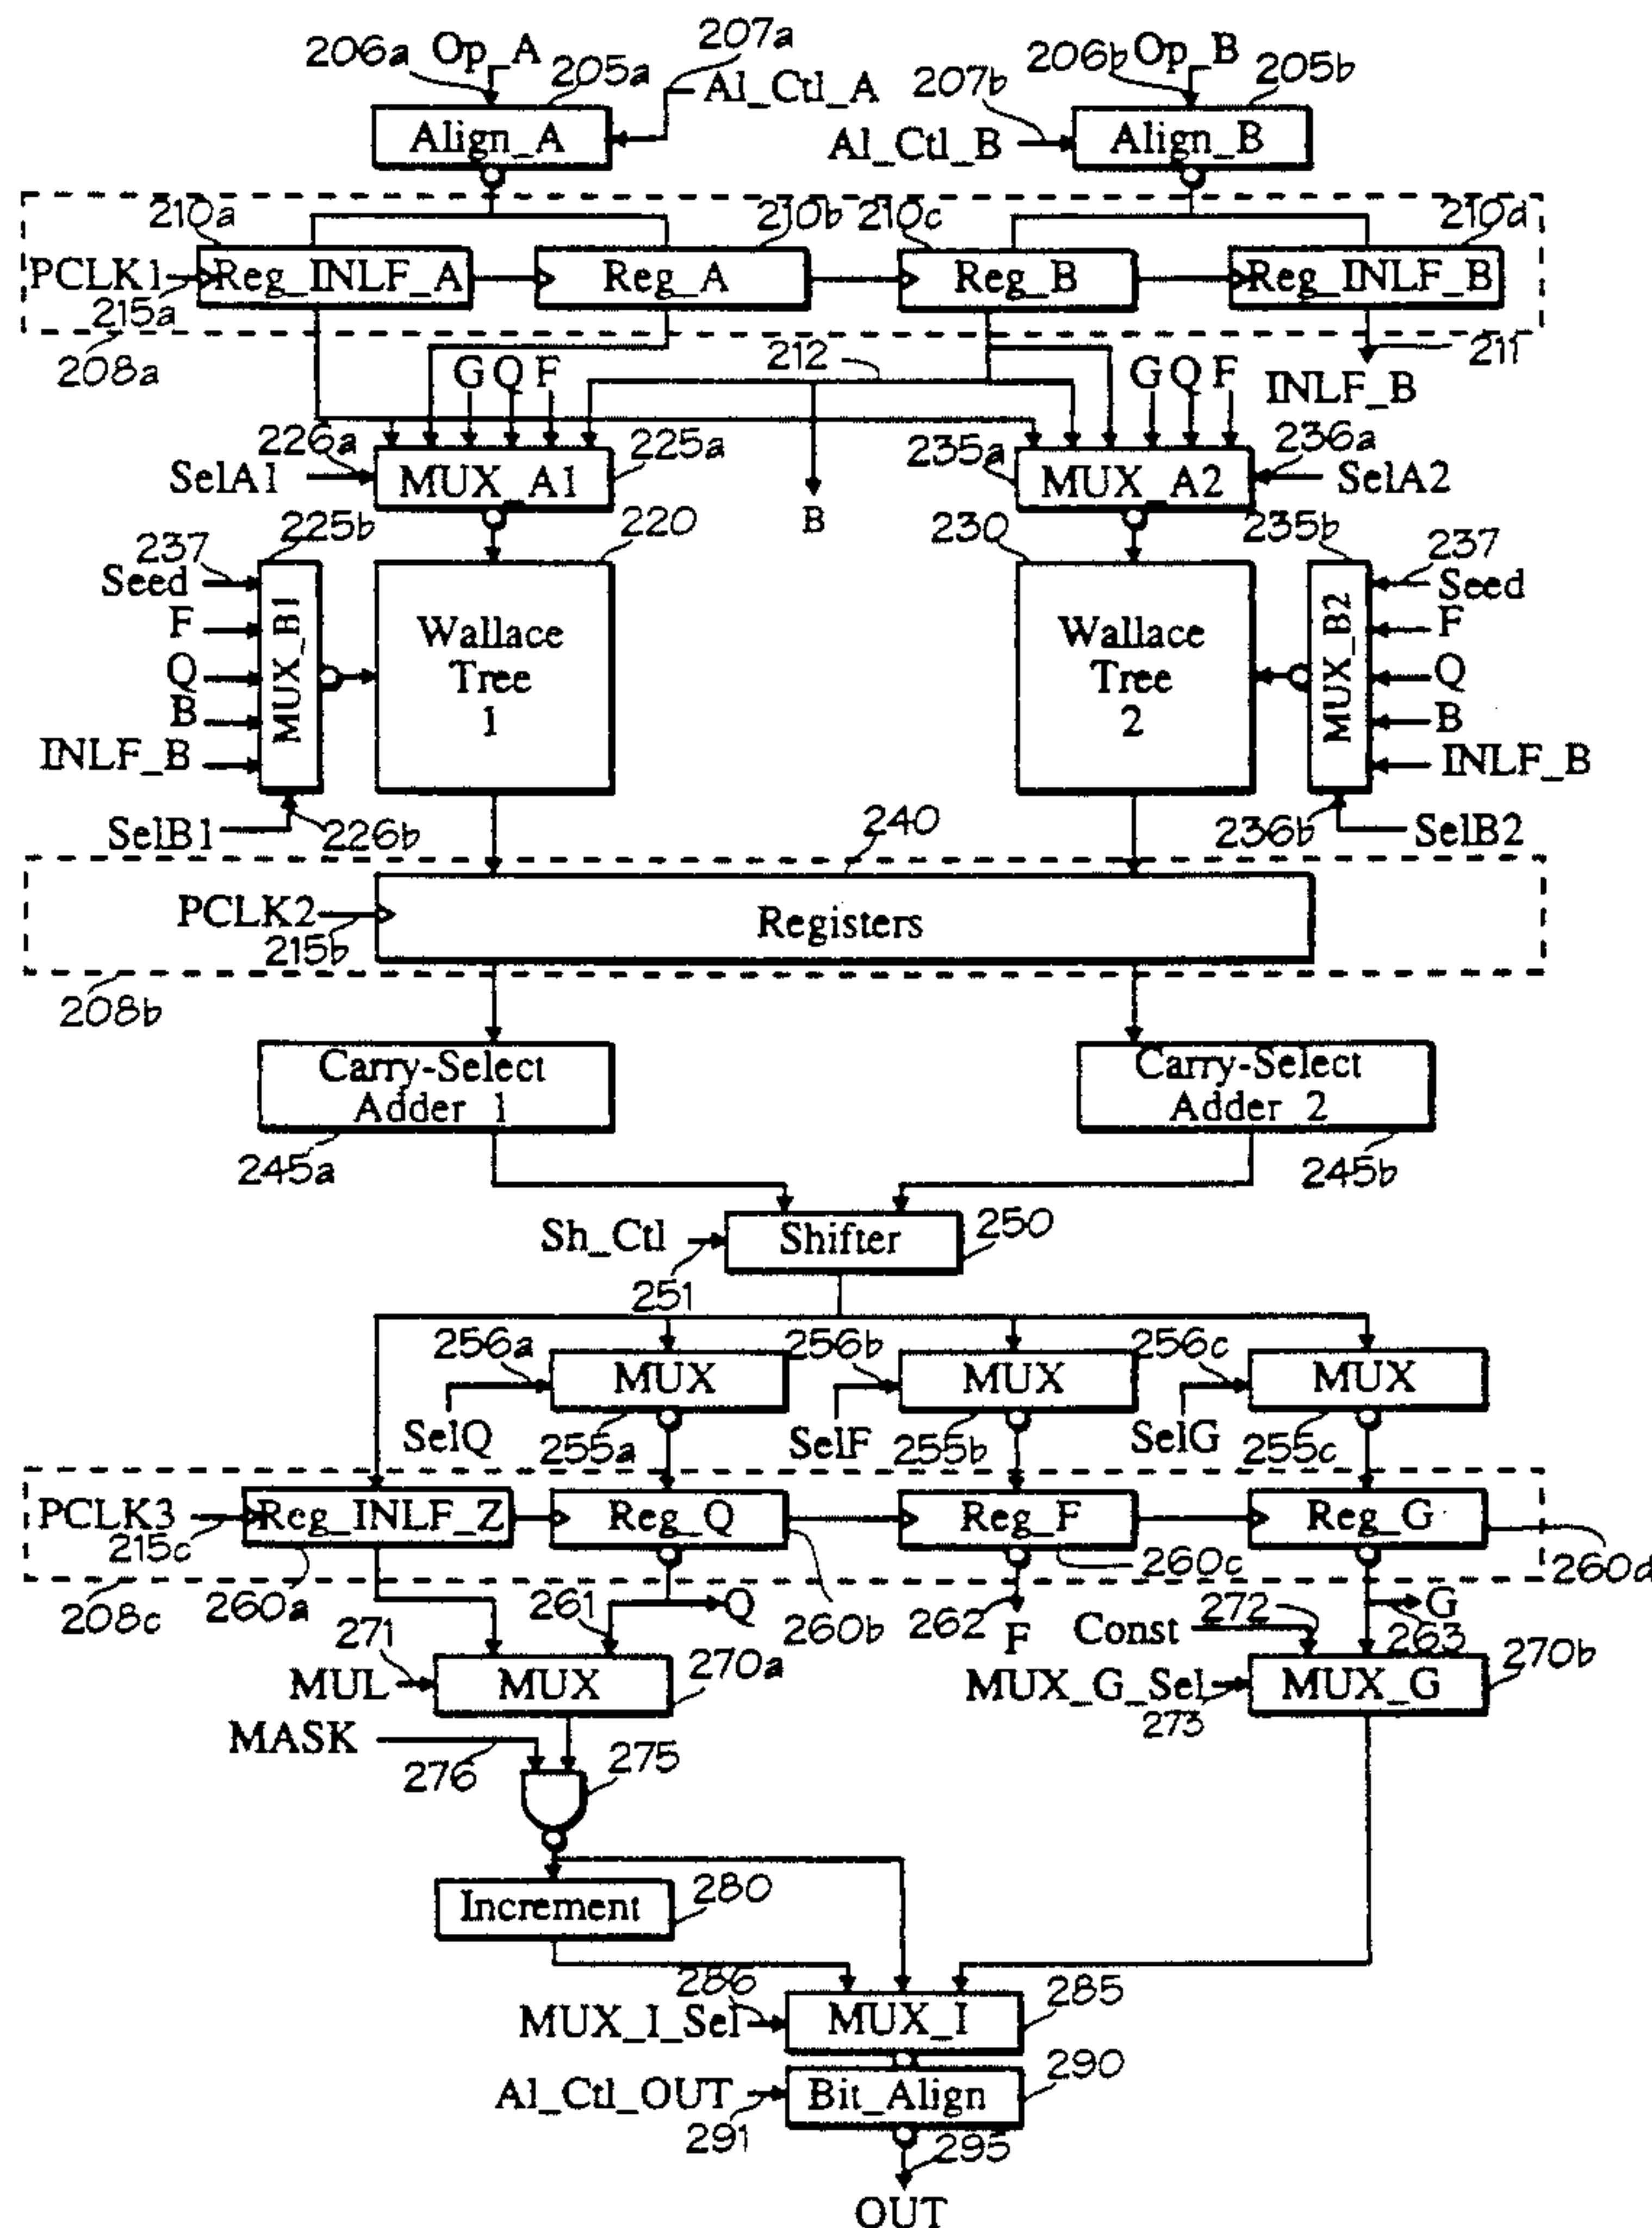 206a Op_A 205a 207a
Al_Ctl_A
Align_A
207b 206b Op_B 205b
Al_Ctl_B Align_B
210a 210b 210c 210d
PCLK1 Reg_INLF_A Reg_A Reg_B Reg_INLF_B
215a
208a
G Q F 212 G Q F 211
INLF_B
226a 225a 235a 236a
SelA1 MUX_A1 B MUX_A2 SelA2
225b 220 230 235b
237 237
Seed Seed
F F
Q Q
B B
INLF_B INLF_B
MUX_B1 MUX_B2
Wallace Tree 1
Wallace Tree 2
SelB1 226b 236b SelB2
240
PCLK2 Registers
215b
208b
Carry-Select Adder 1
Carry-Select Adder 2
245a 245b
Sh_Ctl Shifter 250
251
256a 256b 256c
MUX MUX MUX
SelQ 255a SelF 255b SelG 255c
PCLK3 Reg_INLF_Z Reg_Q Reg_F Reg_G
215c
208c 260a 261 Q 260b 262 F 260c 272 G 263 260d
271 Const
MUL MUX 270a MUX_G_Sel MUX_G 270b
273
MASK
276 275
Increment 280
286 285
MUX_I_Sel MUX_I
290
Al_Ctl_OUT Bit_Align
291 295
OUT